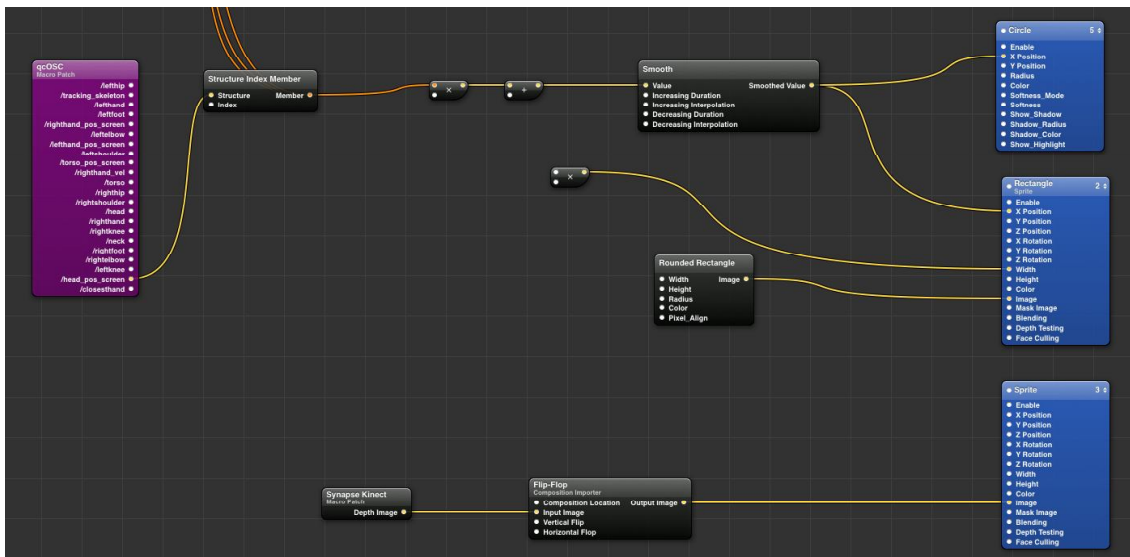 qcOSC
Macro Patch
/lefthip
/tracking_skeleton
/lefthand
/leftfoot
/righthand_pos_screen
/leftelbow
/lefthand_pos_screen
/leftshoulder
/torso_pos_screen
/righthand_vel
/torso
/righthip
/rightshoulder
/head
/righthand
/rightknee
/neck
/rightfoot
/rightelbow
/leftknee
/head_pos_screen
/closesthand
Structure Index Member
Structure Member
Index
×
+
Smooth
Value Smoothed Value
Increasing Duration
Increasing Interpolation
Decreasing Duration
Decreasing Interpolation
Circle 5
Enable
X Position
Y Position
Radius
Color
Softness_Mode
Softness
Show_Shadow
Shadow_Radius
Shadow_Color
Show_Highlight
×
Rectangle 2
Sprite
Enable
X Position
Y Position
Z Position
X Rotation
Y Rotation
Z Rotation
Width
Height
Color
Image
Mask Image
Blending
Depth Testing
Face Culling
Rounded Rectangle
Width Image
Height
Radius
Color
Pixel_Align
Sprite 3
Enable
X Position
Y Position
Z Position
X Rotation
Y Rotation
Z Rotation
Width
Height
Color
Image
Mask Image
Blending
Depth Testing
Face Culling
Synapse Kinect
Macro Patch
Depth Image
Flip-Flop
Composition Importer
Composition Location Output Image
Input Image
Vertical Flip
Horizontal Flop